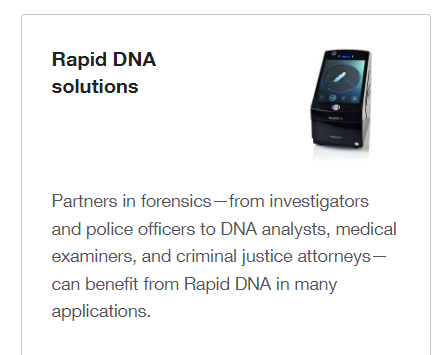 Rapid DNA
solutions
Partners in forensics—from investigators
and police officers to DNA analysts, medical
examiners, and criminal justice attorneys—
can benefit from Rapid DNA in many
applications.